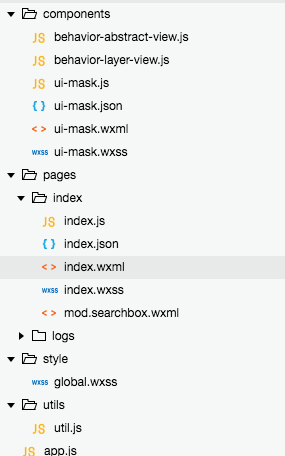 components
JS behavior-abstract-view.js
JS behavior-layer-view.js
JS ui-mask.js
{ } ui-mask.json
< > ui-mask.wxml
wxss ui-mask.wxss
pages
index
JS index.js
{ } index.json
< > index.wxml
wxss index.wxss
< > mod.searchbox.wxml
logs
style
wxss global.wxss
utils
JS util.js
JS app.js